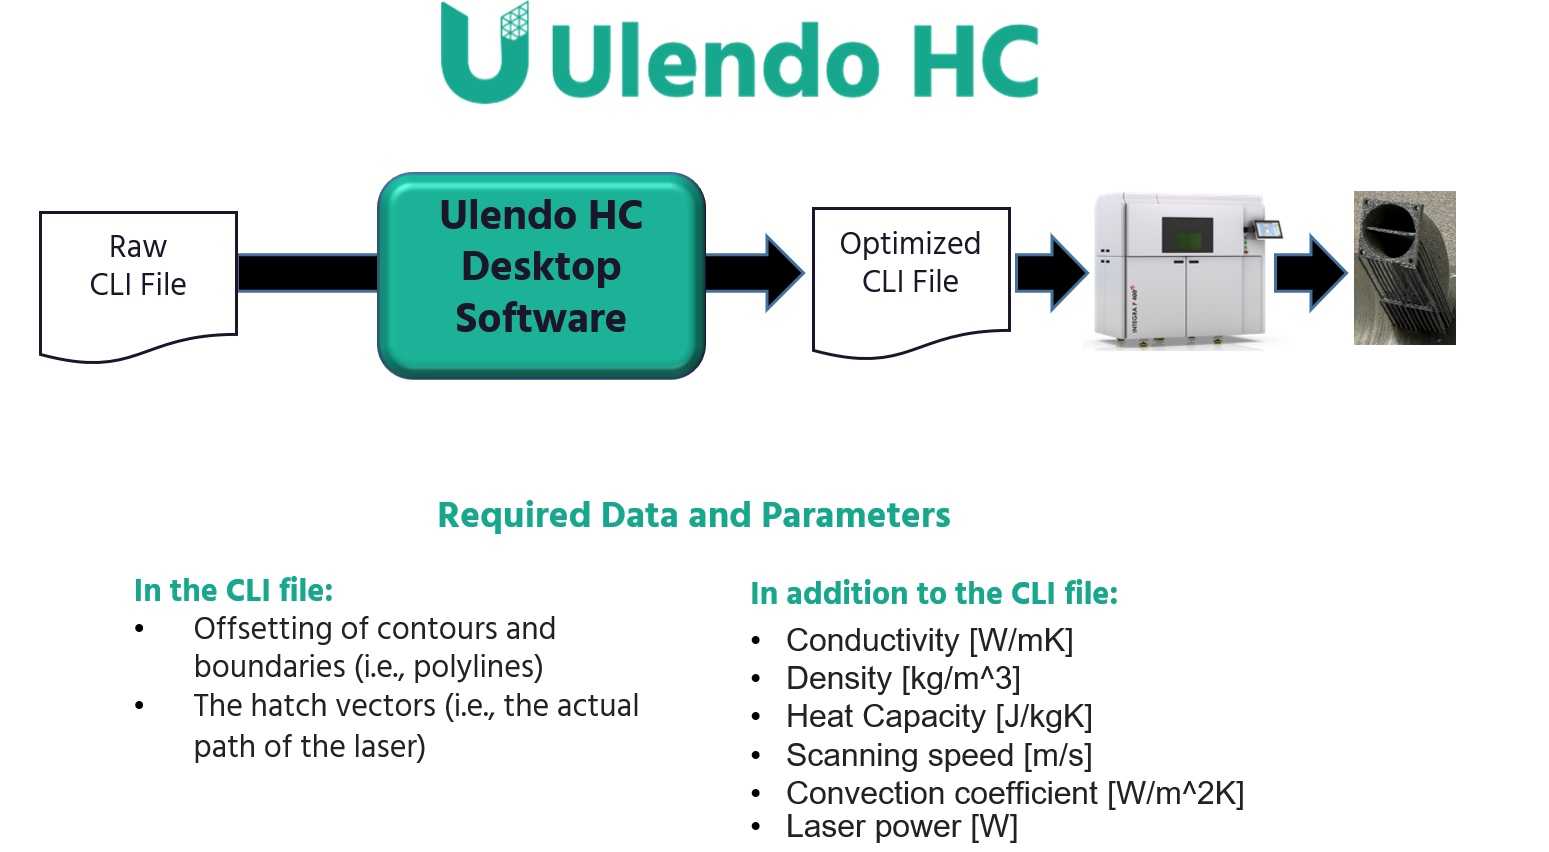 Ulendo HC
Raw
CLI File
Ulendo HC
Desktop
Software
Optimized
CLI File
INTEGRA P 400
Required Data and Parameters
In the CLI file:
• Offsetting of contours and
boundaries (i.e., polylines)
• The hatch vectors (i.e., the actual
path of the laser)
In addition to the CLI file:
• Conductivity [W/mK]
• Density [kg/m^3]
• Heat Capacity [J/kgK]
• Scanning speed [m/s]
• Convection coefficient [W/m^2K]
• Laser power [W]